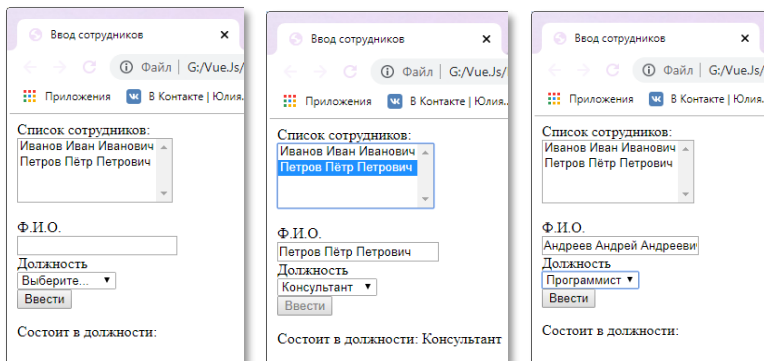 Ввод сотрудников
Файл | G:/Vue.Js/
Приложения В Контакте | Юлия.
Список сотрудников:
Иванов Иван Иванович
Петров Пётр Петрович
Ф.И.О.
Должность
Выберите...
Ввести
Состоит в должности:
Ввод сотрудников
Файл | G:/Vue.Js/
Приложения В Контакте | Юлия..
Список сотрудников:
Иванов Иван Иванович
Петров Пётр Петрович
Ф.И.О.
Петров Пётр Петрович
Должность
Консультант
Ввести
Состоит в должности: Консультант
Ввод сотрудников
Файл | G:/Vue.Js/
Приложения В Контакте | Юлия.
Список сотрудников:
Иванов Иван Иванович
Петров Пётр Петрович
Ф.И.О.
Андреев Андрей Андрееви
Должность
Программист
Ввести
Состоит в должности: